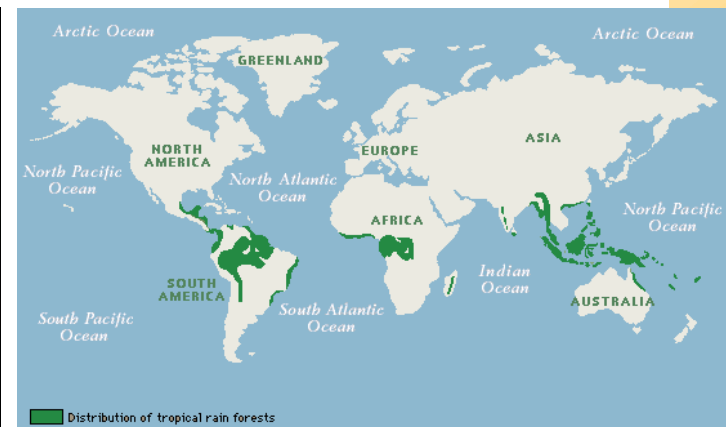 Arctic Ocean
Arctic Ocean
GREENLAND
NORTH
AMERICA
EUROPE
ASIA
North Pacific
Ocean
North Atlantic
Ocean
AFRICA
North Pacific
Ocean
SOUTH
AMERICA
Indian
Ocean
AUSTRALIA
South Pacific
Ocean
South Atlantic
Ocean
Distribution of tropical rain forests